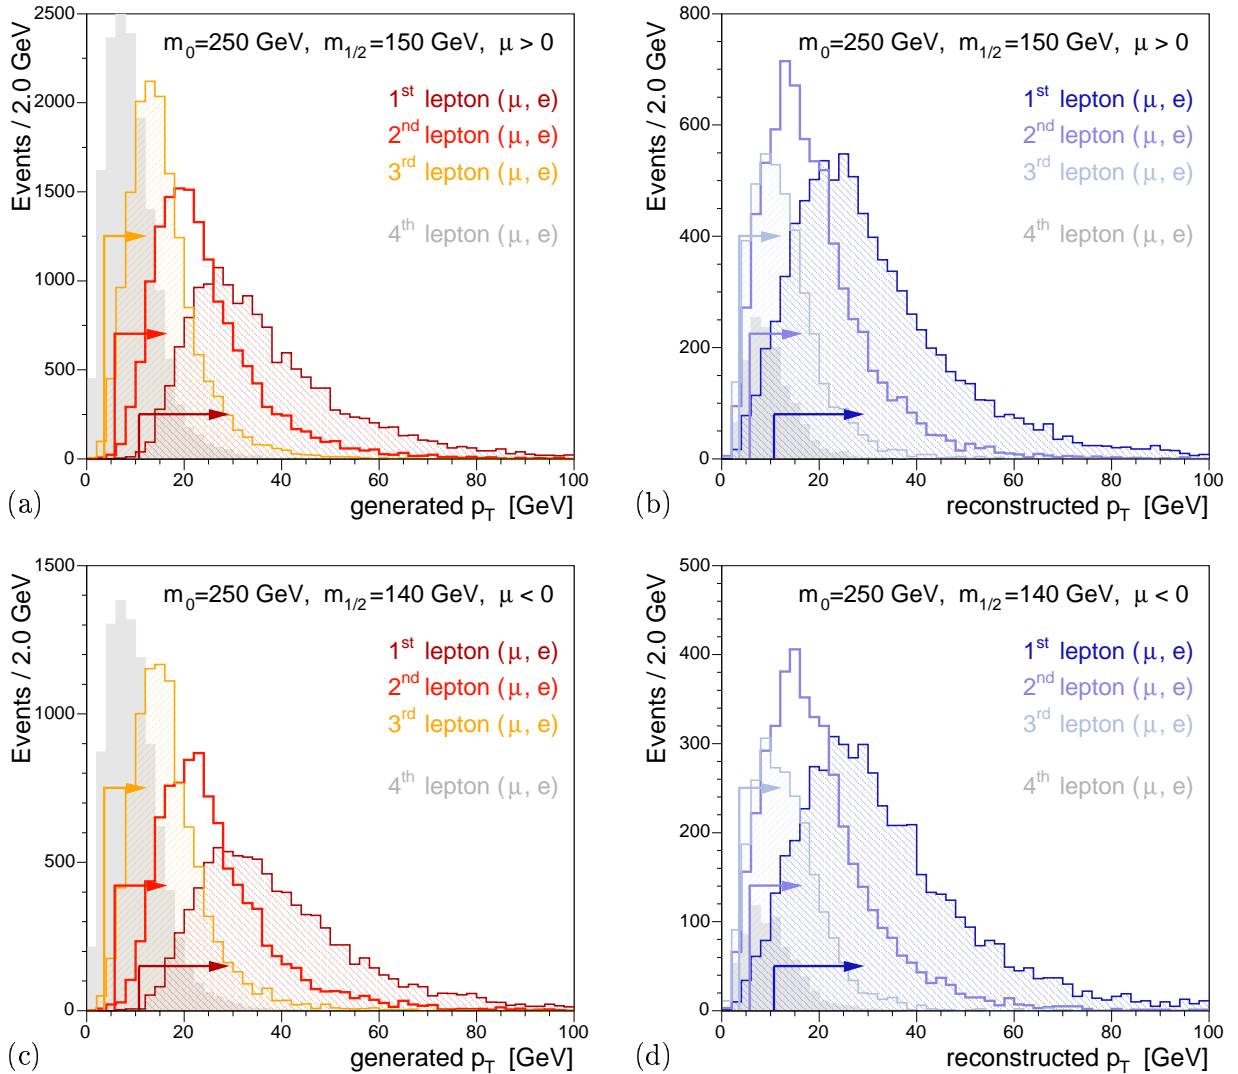 Events / 2.0 GeV
2500
2000
1500
1000
500
0
m0=250 GeV, m1/2=150 GeV, μ > 0
1st lepton (μ, e)
2nd lepton (μ, e)
3rd lepton (μ, e)
4th lepton (μ, e)
0 20 40 60 80 100
generated pT [GeV]
(a)
Events / 2.0 GeV
800
600
400
200
0
m0=250 GeV, m1/2=150 GeV, μ > 0
1st lepton (μ, e)
2nd lepton (μ, e)
3rd lepton (μ, e)
4th lepton (μ, e)
0 20 40 60 80 100
reconstructed pT [GeV]
(b)
Events / 2.0 GeV
1500
1000
500
0
m0=250 GeV, m1/2=140 GeV, μ < 0
1st lepton (μ, e)
2nd lepton (μ, e)
3rd lepton (μ, e)
4th lepton (μ, e)
0 20 40 60 80 100
generated pT [GeV]
(c)
Events / 2.0 GeV
500
400
300
200
100
0
m0=250 GeV, m1/2=140 GeV, μ < 0
1st lepton (μ, e)
2nd lepton (μ, e)
3rd lepton (μ, e)
4th lepton (μ, e)
0 20 40 60 80 100
reconstructed pT [GeV]
(d)